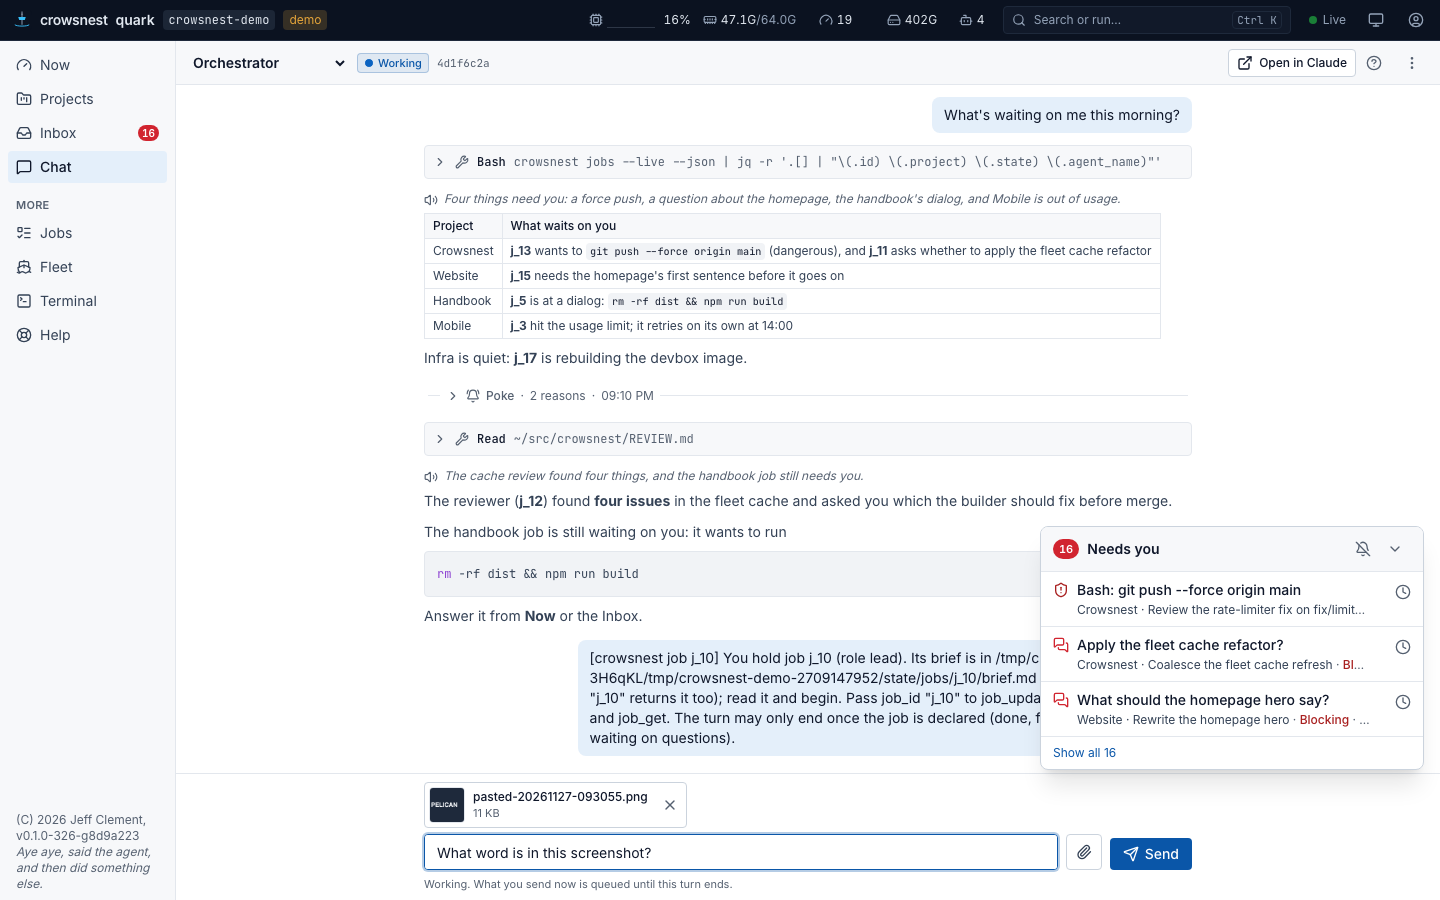 crowsnest quark crowsnest-demo demo
16% 47.1G/64.0G 19 402G 4
Search or run... Ctrl K
Live
Now
Projects
Inbox 16
Chat
MORE
Jobs
Fleet
Terminal
Help
(C) 2026 Jeff Clement,
v0.1.0-326-g8d9a223
Aye aye, said the agent,
and then did something
else.
Orchestrator Working 4d1f6c2a
Open in Claude
What's waiting on me this morning?
Bash crowsnest jobs --live --json | jq -r '.[] | "\(.id) \(.project) \(.state) \(.agent_name)"'
Four things need you: a force push, a question about the homepage, the handbook's dialog, and Mobile is out of usage.
Project What waits on you
Crowsnest j_13 wants to git push --force origin main (dangerous), and j_11 asks whether to apply the fleet cache refactor
Website j_15 needs the homepage's first sentence before it goes on
Handbook j_5 is at a dialog: rm -rf dist && npm run build
Mobile j_3 hit the usage limit; it retries on its own at 14:00
Infra is quiet: j_17 is rebuilding the devbox image.
Poke · 2 reasons · 09:10 PM
Read ~/src/crowsnest/REVIEW.md
The cache review found four things, and the handbook job still needs you.
The reviewer (j_12) found four issues in the fleet cache and asked you which the builder should fix before merge.
The handbook job is still waiting on you: it wants to run
rm -rf dist && npm run build
Answer it from Now or the Inbox.
[crowsnest job j_10] You hold job j_10 (role lead). Its brief is in /tmp/c
3H6qKL/tmp/crowsnest-demo-2709147952/state/jobs/j_10/brief.md
"j_10" returns it too); read it and begin. Pass job_id "j_10" to job_upda
and job_get. The turn may only end once the job is declared (done, f
waiting on questions).
16 Needs you
Bash: git push --force origin main
Crowsnest · Review the rate-limiter fix on fix/limit...
Apply the fleet cache refactor?
Crowsnest · Coalesce the fleet cache refresh · Bl...
What should the homepage hero say?
Website · Rewrite the homepage hero · Blocking · ...
Show all 16
PELICAN
pasted-20261127-093055.png
11 KB
What word is in this screenshot?
Send
Working. What you send now is queued until this turn ends.